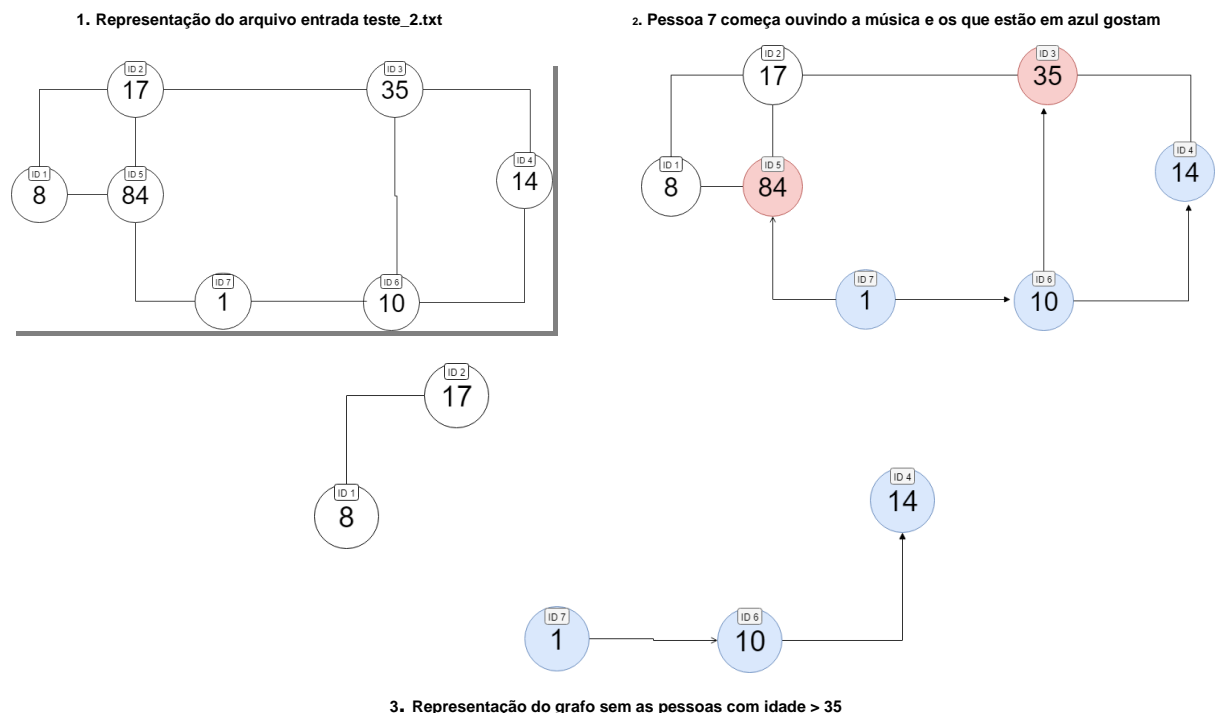 1. Representação do arquivo entrada teste_2.txt
ID 2
17
ID 3
35
ID 1
8
ID 5
84
ID 4
14
ID 7
1
ID 6
10
2. Pessoa 7 começa ouvindo a música e os que estão em azul gostam
ID 2
17
ID 3
35
ID 1
8
ID 5
84
ID 4
14
ID 7
1
ID 6
10
ID 2
17
ID 1
8
ID 4
14
ID 7
1
ID 6
10
3. Representação do grafo sem as pessoas com idade > 35